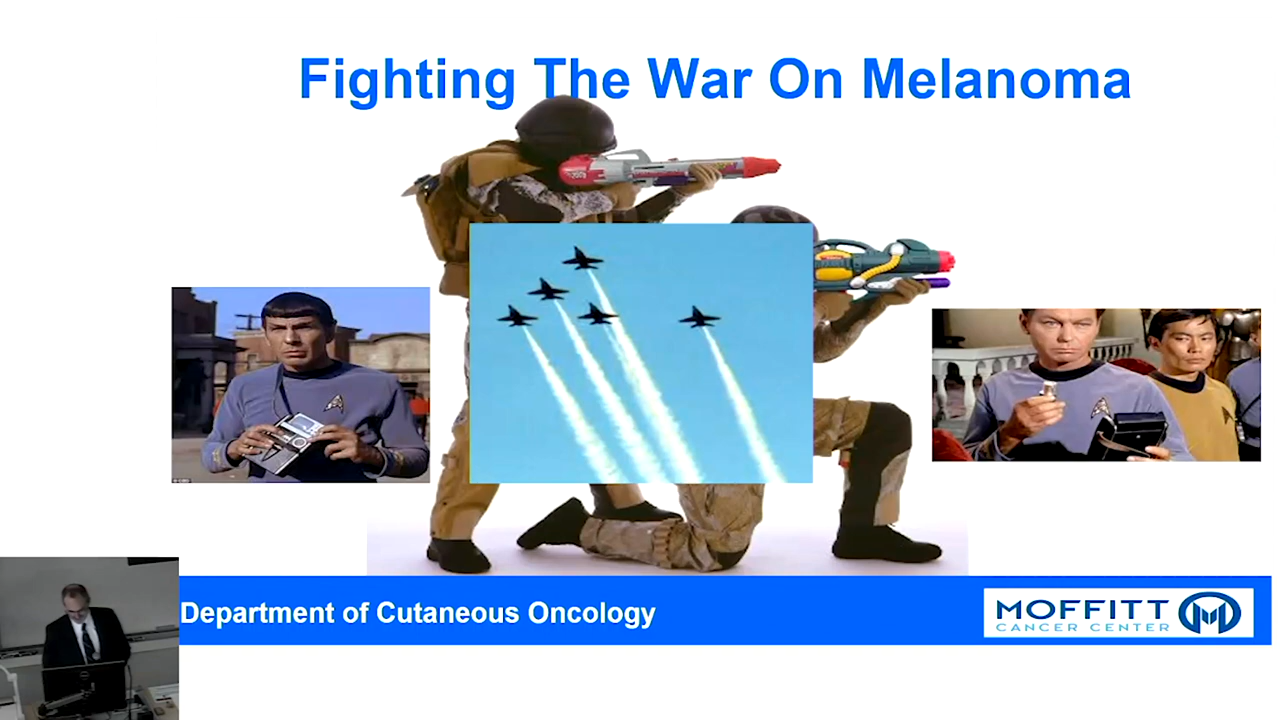 Fighting The War On Melanoma
Department of Cutaneous Oncology
MOFFITT
CANCER CENTER